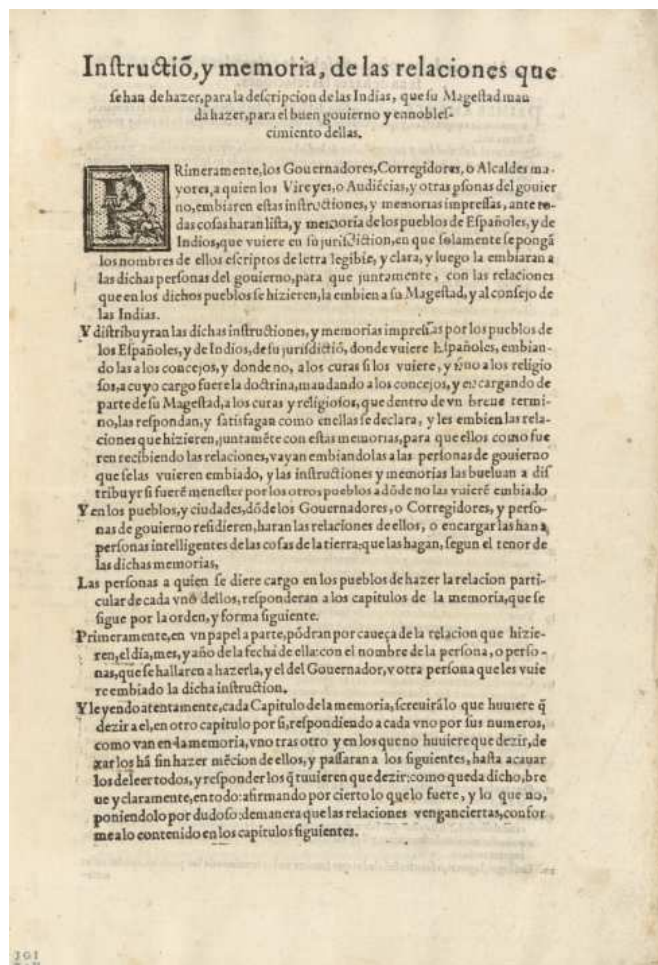 Instructiõ, y memoria, de las relaciones que
se han de hazer, para la descripcion de las Indias, que su Magestad man
da hazer, para el buen gouierno y ennobles-
cimiento dellas.
PRimeramente, los Gouernadores, Corregidores, o Alcaldes ma-
yores, a quien los Vireyes, o Audiẽcias, y otras psonas del gouier
no, embiaren estas instructiones, y memorias impressas, ante to-
das cosas haran lista, y memoria de los pueblos de Españoles, y de
Indios, que vuiere en su jurisdiction, en que solamente se pongã
los nombres de ellos escriptos de letra legible, y clara, y luego la embiaran a
las dichas personas del gouierno, para que juntamente, con las relaciones
que en los dichos pueblos se hizieren, la embien a su Magestad, y al consejo de
las Indias.
Y distribuyran las dichas instructiones, y memorias impressas por los pueblos de
los Españoles, y de Indios, de su jurisdictiõ, donde vuiere Españoles, embian-
do las a los concejos, y donde no, a los curas si los vuiere, y sino a los religio
sos, a cuyo cargo fuere la doctrina, mandando a los concejos, y encargando de
parte de su Magestad, a los curas y religiosos, que dentro de vn breue termi-
no, las respondan, y satisfagan como en ellas se declara, y les embien las rela-
ciones que hizieren, juntamẽte con estas memorias, para que ellos como fue
ren recibiendo las relaciones, vayan embiandolas a las personas de gouierno
que se las vuieren embiado, y las instructiones y memorias las bueluan a dis
tribuyr si fuerẽ menester por los otros pueblos a dõde no las vuierẽ embiado
Y en los pueblos, y ciudades, dõde los Gouernadores, o Corregidores, y perso-
nas de gouierno residieren, haran las relaciones de ellos, o encargar las han a
personas intelligentes de las cosas de la tierra: que las hagan, segun el tenor de
las dichas memorias,
Las personas a quien se diere cargo en los pueblos de hazer la relacion parti-
cular de cada vno dellos, responderan a los capitulos de la memoria, que se
sigue por la orden, y forma siguiente.
Primeramente, en vn papel a parte, põdran por caueça de la relacion que hizie-
ren, el dia, mes, y año de la fecha de ella: con el nombre de la persona, o perso-
nas, que se hallaren a hazerla, y el del Gouernador, v otra persona que les vuie
re embiado la dicha instruction.
Y leyendo atentamente, cada Capitulo de la memoria, screuirã lo que huuiere q̃
dezir a el, en otro capitulo por si, respondiendo a cada vno por sus numeros,
como van en la memoria, vno tras otro y en los que no huuiere que dezir, de
xar los hã sin hazer mẽcion de ellos, y passaran a los siguientes, hasta acauar
los de leer todos, y responder los q̃ tuuieren que dezir: como queda dicho, bre
ue y claramente, en todo: afirmando por cierto lo que lo fuere, y lo que no,
poniendolo por dudoso: de manera que las relaciones vengan ciertas, confor
me a lo contenido en los capitulos siguientes.
JGI